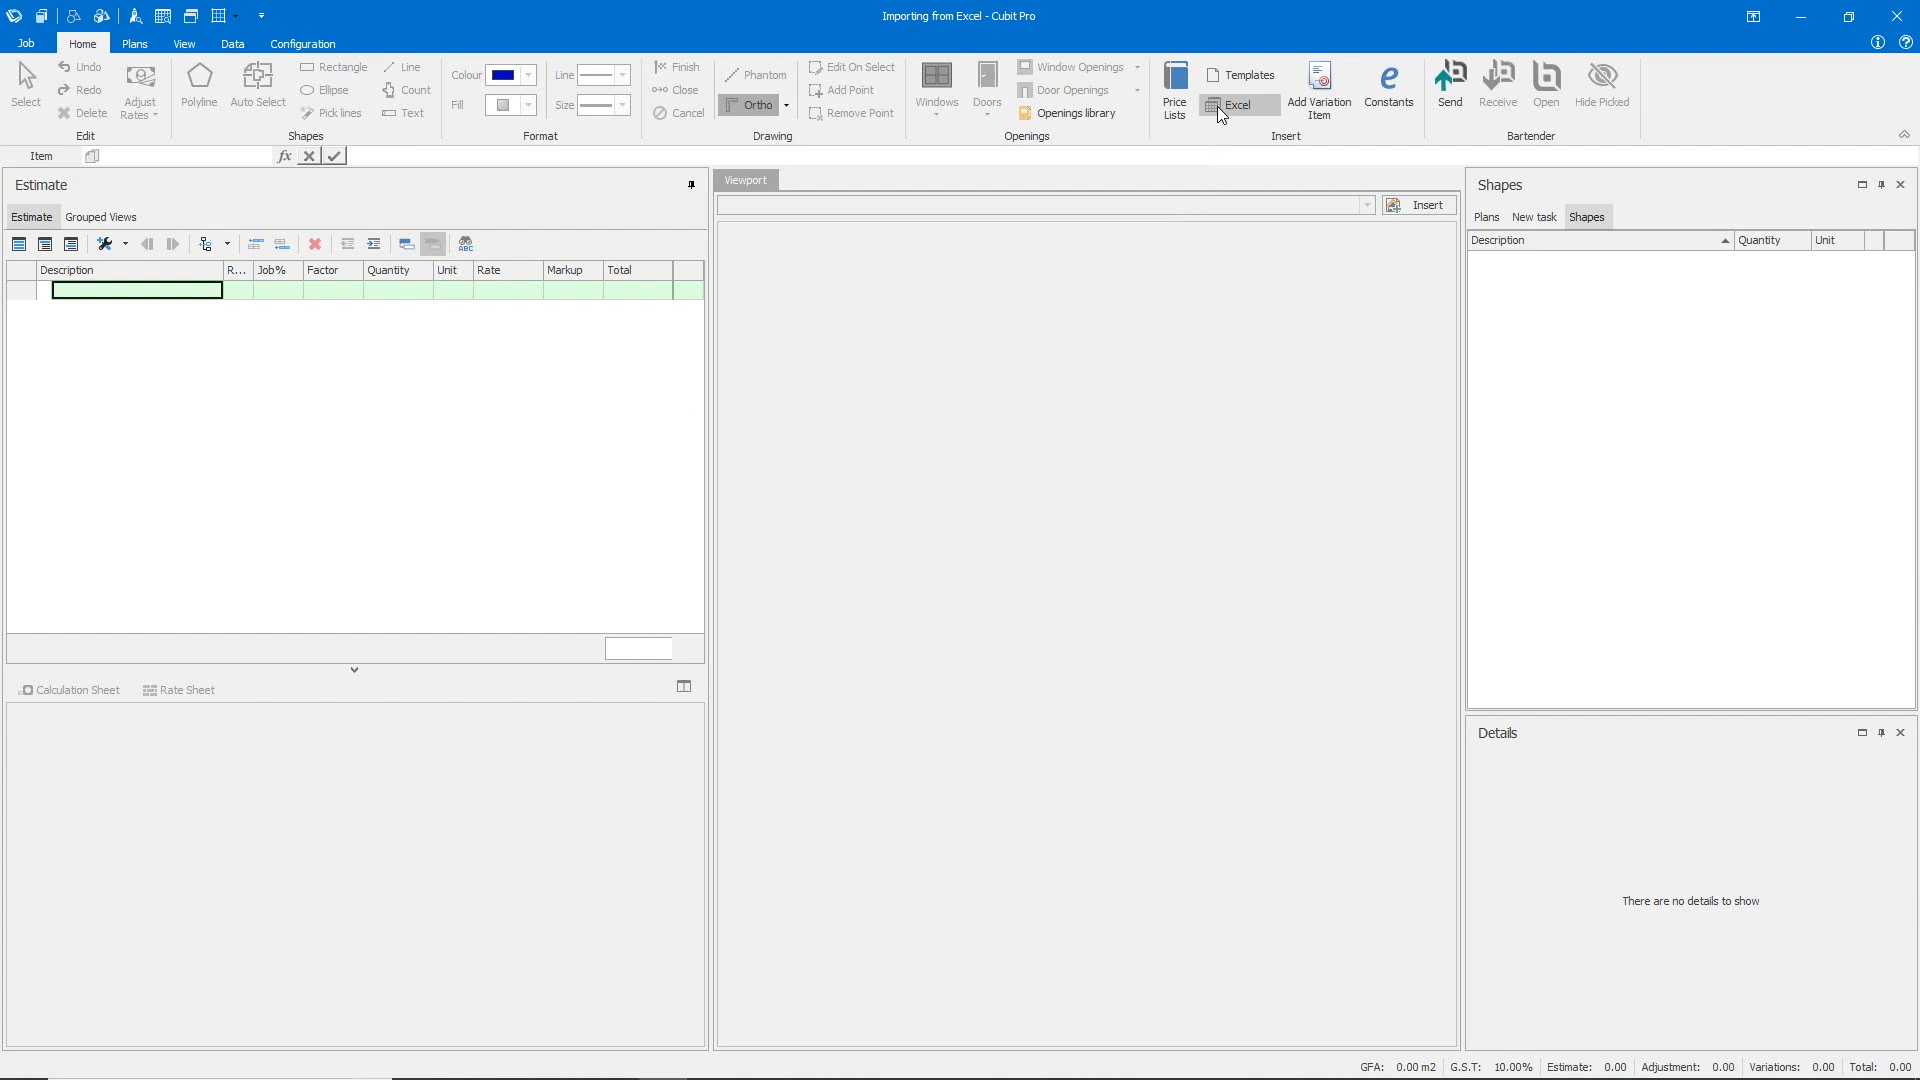 Importing from Excel - Cubit Pro
Job Home Plans View Data Configuration
Select
Undo
Redo
Delete
Adjust
Rates
Edit
Polyline
Auto Select
Rectangle
Ellipse
Pick lines
Line
Count
Text
Shapes
Colour
Fill
Line
Size
Format
Finish
Close
Cancel
Phantom
Ortho
Edit On Select
Add Point
Remove Point
Drawing
Windows
Doors
Window Openings
Door Openings
Openings library
Openings
Price
Lists
Templates
Excel
Add Variation
Item
Constants
Insert
Send
Receive
Open
Hide Picked
Bartender
Item
fx
Estimate
Estimate Grouped Views
ABC
Description R... Job% Factor Quantity Unit Rate Markup Total
Calculation Sheet Rate Sheet
Viewport
Insert
Shapes
Plans New task Shapes
Description Quantity Unit
Details
There are no details to show
GFA: 0.00 m2 G.S.T: 10.00% Estimate: 0.00 Adjustment: 0.00 Variations: 0.00 Total: 0.00